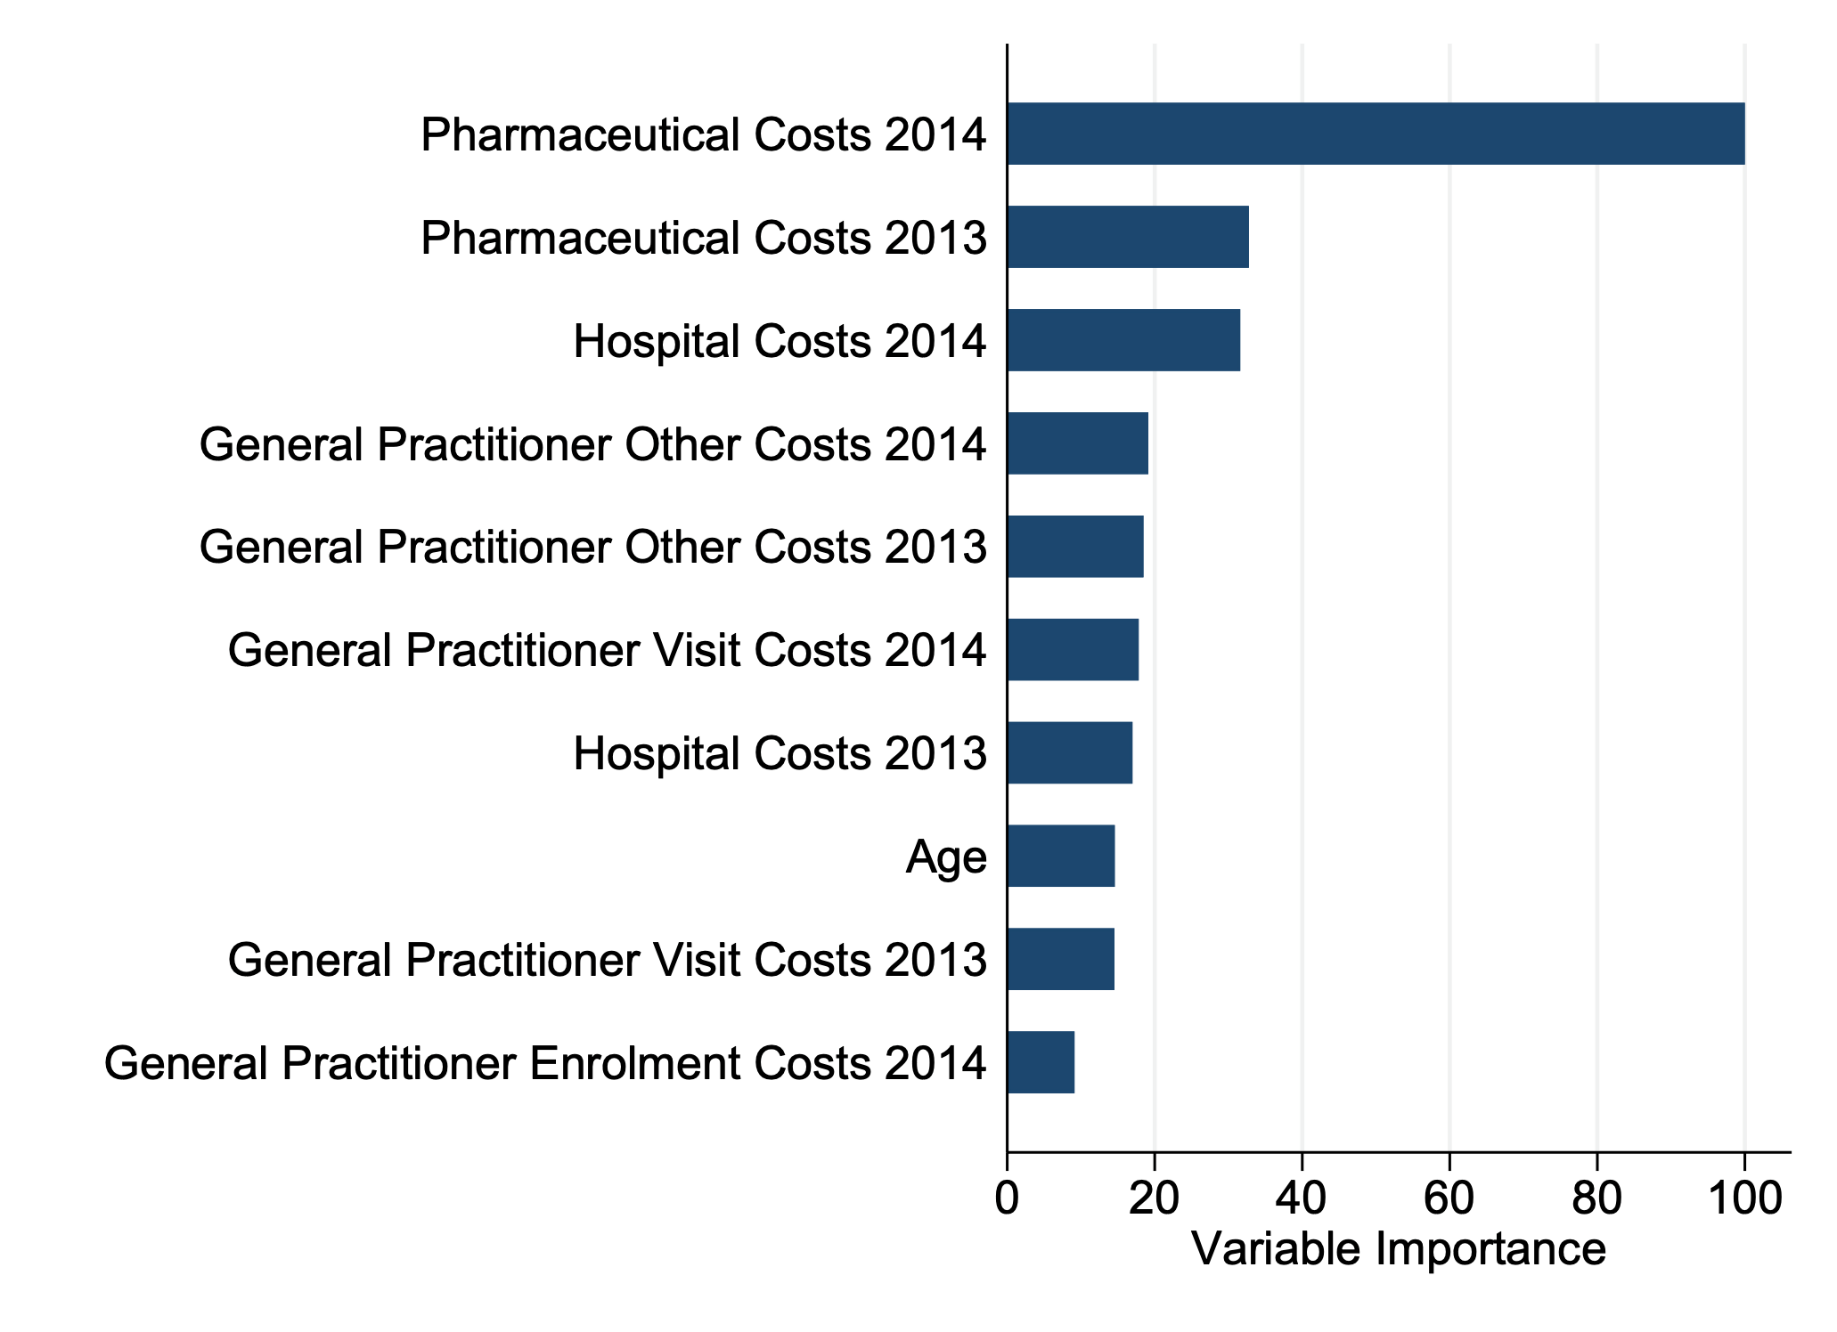 Pharmaceutical Costs 2014
Pharmaceutical Costs 2013
Hospital Costs 2014
General Practitioner Other Costs 2014
General Practitioner Other Costs 2013
General Practitioner Visit Costs 2014
Hospital Costs 2013
Age
General Practitioner Visit Costs 2013
General Practitioner Enrolment Costs 2014
0 20 40 60 80 100
Variable Importance